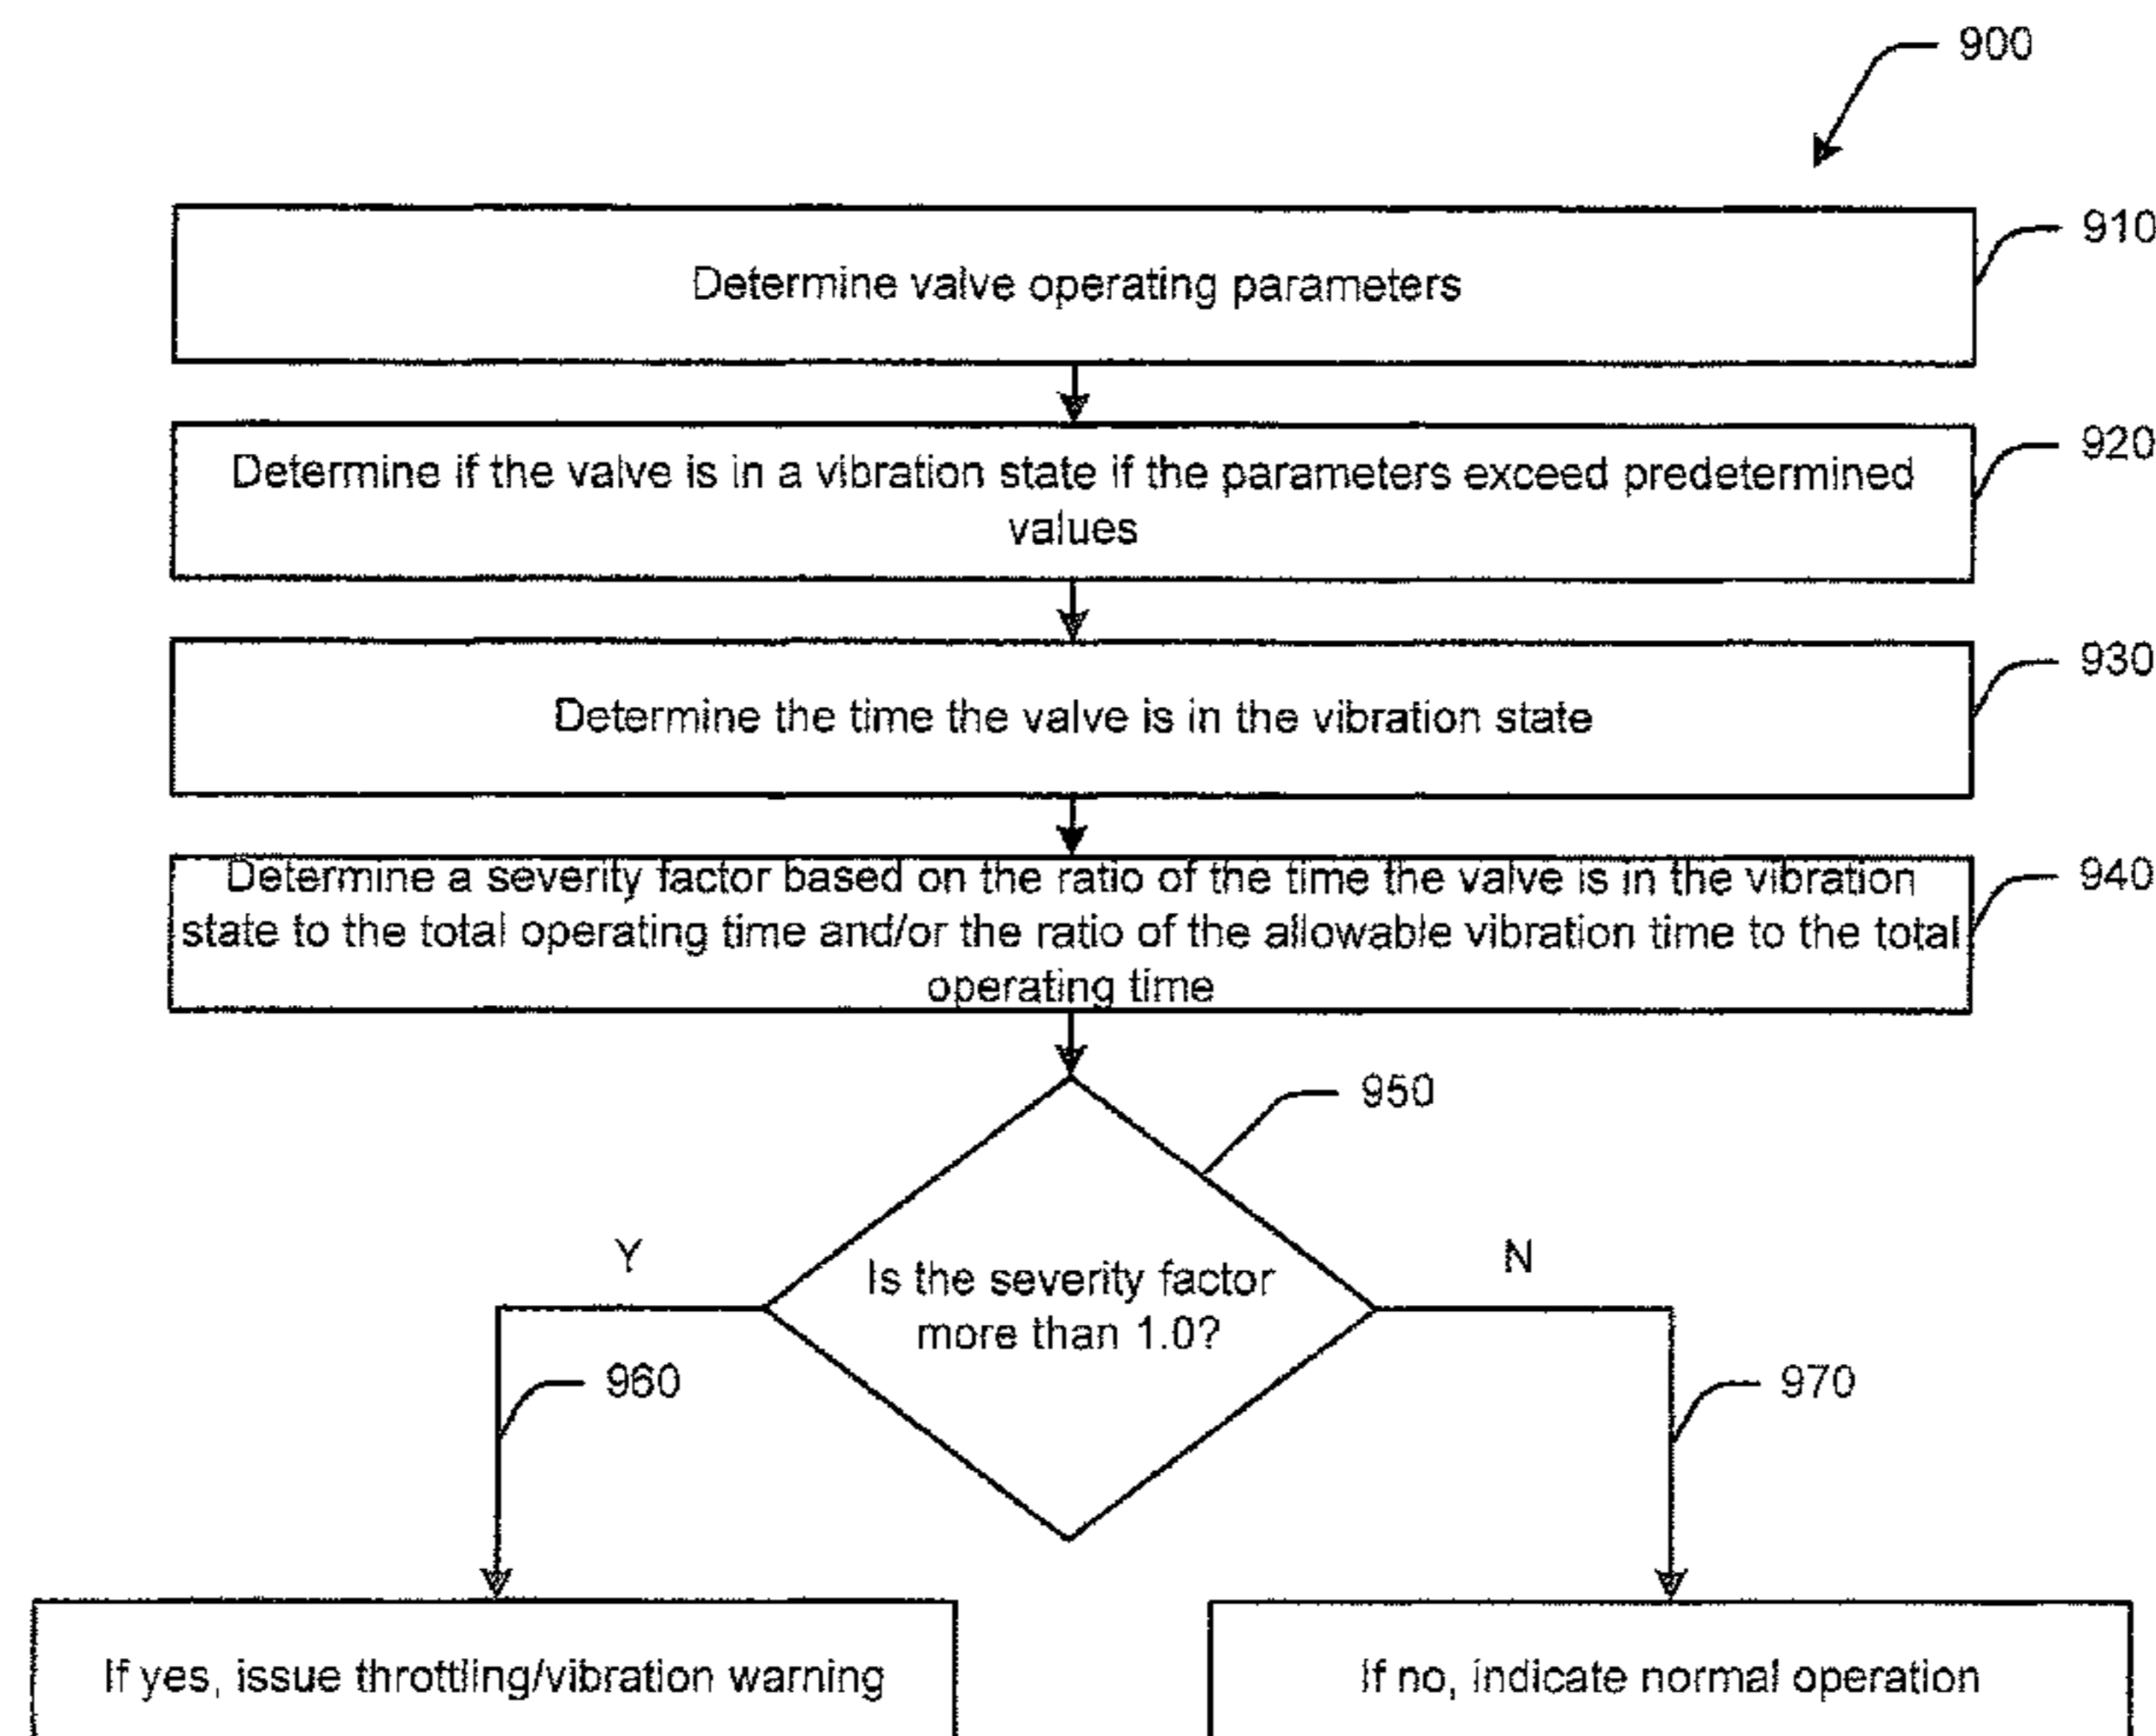 900
910
Determine valve operating parameters
920
Determine if the valve is in a vibration state if the parameters exceed predetermined
values
930
Determine the time the valve is in the vibration state
940
Determine a severity factor based on the ratio of the time the valve is in the vibration
state to the total operating time and/or the ratio of the allowable vibration time to the total
operating time
950
Y
N
Is the severity factor
more than 1.0?
960
970
If yes, issue throttling/vibration warning
If no, indicate normal operation